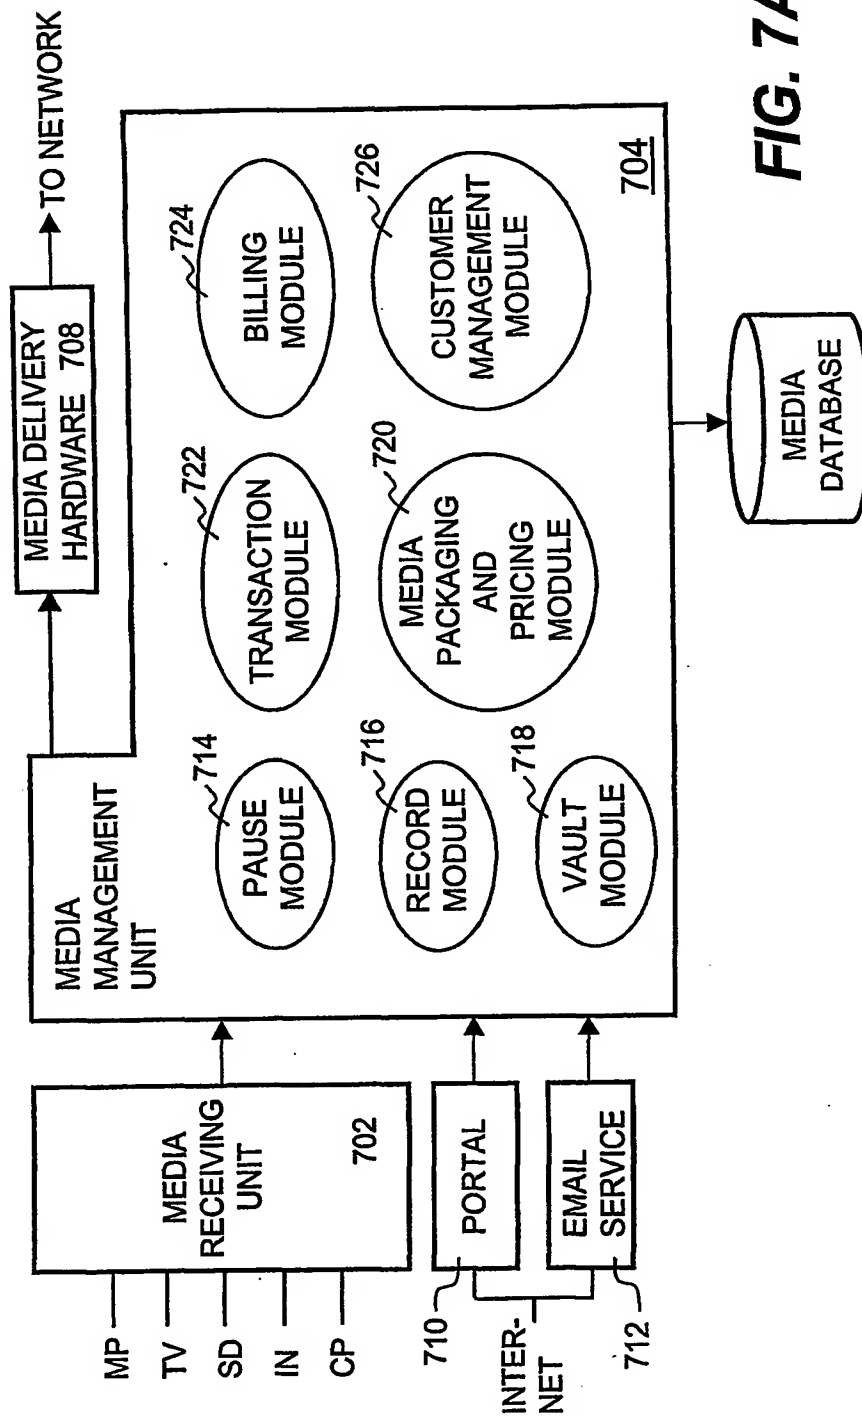 MEDIA DELIVERY
HARDWARE 708
TO NETWORK
MEDIA
MANAGEMENT
UNIT
MP
TV
SD
IN
CP
MEDIA
RECEIVING
UNIT
702
714
PAUSE
MODULE
722
TRANSACTION
MODULE
724
BILLING
MODULE
716
RECORD
MODULE
720
MEDIA
PACKAGING
AND
PRICING
MODULE
726
CUSTOMER
MANAGEMENT
MODULE
718
VAULT
MODULE
704
710
PORTAL
INTER-
NET
712
EMAIL
SERVICE
MEDIA
DATABASE
FIG. 7A